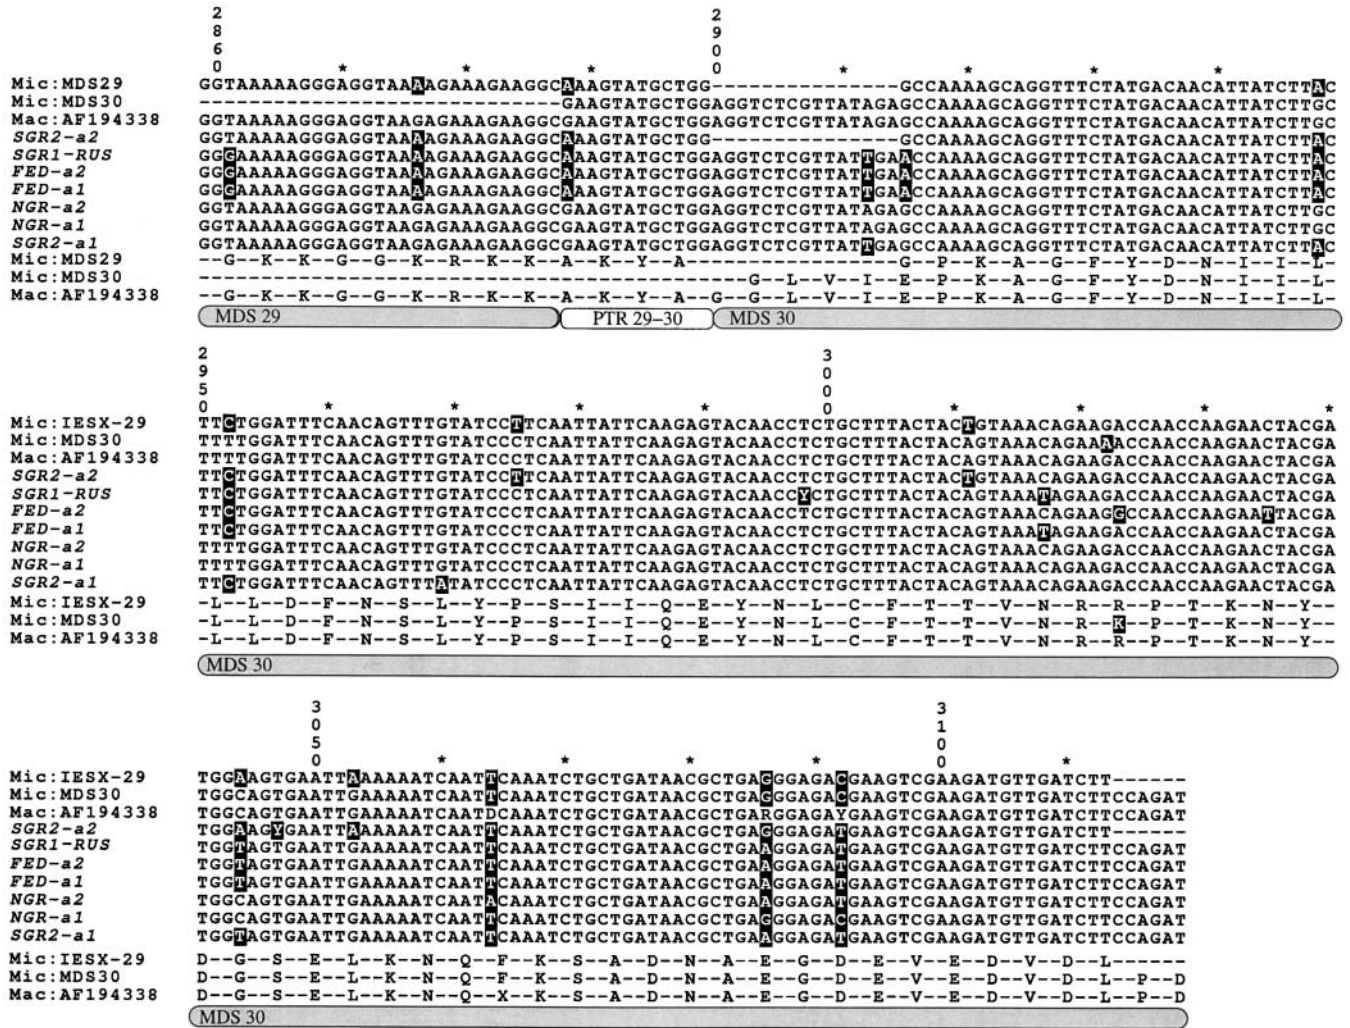 2 2
8 9
6 0
0 * * * 0 * * * *
Mic:MDS29 GGTAAAAAGGGAGGTAAAAGAAAGAAGGCAAAGTATGCTGG---------------GCCAAAAGCAGGTTTCTATGACAACATTATCTTAC
Mic:MDS30 -----------------------------GAAGTATGCTGGAGGTCTCGTTATAGAGCCAAAAGCAGGTTTCTATGACAACATTATCTTGC
Mac:AF194338 GGTAAAAAGGGAGGTAAGAGAAAGAAGGCGAAGTATGCTGGAGGTCTCGTTATAGAGCCAAAAGCAGGTTTCTATGACAACATTATCTTGC
SGR2-a2 GGTAAAAAGGGAGGTAAAAGAAAGAAGGCAAAGTATGCTGG---------------GCCAAAAGCAGGTTTCTATGACAACATTATCTTAC
SGR1-RUS GGGAAAAAGGGAGGTAAAAGAAAGAAGGCAAAGTATGCTGGAGGTCTCGTTATTGAACCAAAAGCAGGTTTCTATGACAACATTATCTTAC
FED-a2 GGGAAAAAGGGAGGTAAAAGAAAGAAGGCAAAGTATGCTGGAGGTCTCGTTATTGAACCAAAAGCAGGTTTCTATGACAACATTATCTTAC
FED-a1 GGGAAAAAGGGAGGTAAAAGAAAGAAGGCAAAGTATGCTGGAGGTCTCGTTATTGAACCAAAAGCAGGTTTCTATGACAACATTATCTTAC
NGR-a2 GGTAAAAAGGGAGGTAAGAGAAAGAAGGCGAAGTATGCTGGAGGTCTCGTTATAGAGCCAAAAGCAGGTTTCTATGACAACATTATCTTGC
NGR-a1 GGTAAAAAGGGAGGTAAGAGAAAGAAGGCGAAGTATGCTGGAGGTCTCGTTATAGAGCCAAAAGCAGGTTTCTATGACAACATTATCTTGC
SGR2-a1 GGTAAAAAGGGAGGTAAGAGAAAGAAGGCGAAGTATGCTGGAGGTCTCGTTATTGAGCCAAAAGCAGGTTTCTATGACAACATTATCTTAC
Mic:MDS29 --G--K--K--G--G--K--R--K--K--A--K--Y--A-----------------G--P--K--A--G--F--Y--D--N--I--I--L-
Mic:MDS30 --------------------------------------------G--L--V--I--E--P--K--A--G--F--Y--D--N--I--I--L-
Mac:AF194338 --G--K--K--G--G--K--R--K--K--A--K--Y--A--G--G--L--V--I--E--P--K--A--G--F--Y--D--N--I--I--L-
MDS 29 PTR 29–30 MDS 30
2 3
9 0
5 0
0 * * * * 0 * * * *
Mic:IESX-29 TTCTGGATTTCAACAGTTTGTATCCTTCAATTATTCAAGAGTACAACCTCTGCTTTACTACTGTAAACAGAAGACCAACCAAGAACTACGA
Mic:MDS30 TTTTGGATTTCAACAGTTTGTATCCCTCAATTATTCAAGAGTACAACCTCTGCTTTACTACAGTAAACAGAAAACCAACCAAGAACTACGA
Mac:AF194338 TTTTGGATTTCAACAGTTTGTATCCCTCAATTATTCAAGAGTACAACCTCTGCTTTACTACAGTAAACAGAAGACCAACCAAGAACTACGA
SGR2-a2 TTCTGGATTTCAACAGTTTGTATCCTTCAATTATTCAAGAGTACAACCTCTGCTTTACTACTGTAAACAGAAGACCAACCAAGAACTACGA
SGR1-RUS TTCTGGATTTCAACAGTTTGTATCCCTCAATTATTCAAGAGTACAACCYCTGCTTTACTACAGTAAATAGAAGACCAACCAAGAACTACGA
FED-a2 TTCTGGATTTCAACAGTTTGTATCCCTCAATTATTCAAGAGTACAACCTCTGCTTTACTACAGTAAACAGAAGGCCAACCAAGAATTACGA
FED-a1 TTCTGGATTTCAACAGTTTGTATCCCTCAATTATTCAAGAGTACAACCTCTGCTTTACTACAGTAAATAGAAGACCAACCAAGAACTACGA
NGR-a2 TTTTGGATTTCAACAGTTTGTATCCCTCAATTATTCAAGAGTACAACCTCTGCTTTACTACAGTAAACAGAAGACCAACCAAGAACTACGA
NGR-a1 TTTTGGATTTCAACAGTTTGTATCCCTCAATTATTCAAGAGTACAACCTCTGCTTTACTACAGTAAACAGAAGACCAACCAAGAACTACGA
SGR2-a1 TTCTGGATTTCAACAGTTTATATCCCTCAATTATTCAAGAGTACAACCTCTGCTTTACTACAGTAAACAGAAGACCAACCAAGAACTACGA
Mic:IESX-29 -L--L--D--F--N--S--L--Y--P--S--I--I--Q--E--Y--N--L--C--F--T--T--V--N--R--R--P--T--K--N--Y--
Mic:MDS30 -L--L--D--F--N--S--L--Y--P--S--I--I--Q--E--Y--N--L--C--F--T--T--V--N--R--K--P--T--K--N--Y--
Mac:AF194338 -L--L--D--F--N--S--L--Y--P--S--I--I--Q--E--Y--N--L--C--F--T--T--V--N--R--R--P--T--K--N--Y--
MDS 30
3 3
0 1
5 0
0 * * * * 0 *
Mic:IESX-29 TGGAAGTGAATTAAAAAATCAATTCAAATCTGCTGATAACGCTGAGGGAGACGAAGTCGAAGATGTTGATCTT------
Mic:MDS30 TGGCAGTGAATTGAAAAATCAATTCAAATCTGCTGATAACGCTGAGGGAGACGAAGTCGAAGATGTTGATCTTCCAGAT
Mac:AF194338 TGGCAGTGAATTGAAAAATCAATDCAAATCTGCTGATAACGCTGARGGAGAYGAAGTCGAAGATGTTGATCTTCCAGAT
SGR2-a2 TGGAAGYGAATTAAAAAATCAATTCAAATCTGCTGATAACGCTGAGGGAGATGAAGTCGAAGATGTTGATCTT------
SGR1-RUS TGGTAGTGAATTGAAAAATCAATTCAAATCTGCTGATAACGCTGAAGGAGATGAAGTCGAAGATGTTGATCTTCCAGAT
FED-a2 TGGTAGTGAATTGAAAAATCAATTCAAATCTGCTGATAACGCTGAAGGAGATGAAGTCGAAGATGTTGATCTTCCAGAT
FED-a1 TGGTAGTGAATTGAAAAATCAATTCAAATCTGCTGATAACGCTGAAGGAGATGAAGTCGAAGATGTTGATCTTCCAGAT
NGR-a2 TGGCAGTGAATTGAAAAATCAATACAAATCTGCTGATAACGCTGAAGGAGATGAAGTCGAAGATGTTGATCTTCCAGAT
NGR-a1 TGGCAGTGAATTGAAAAATCAATTCAAATCTGCTGATAACGCTGAGGGAGACGAAGTCGAAGATGTTGATCTTCCAGAT
SGR2-a1 TGGTAGTGAATTGAAAAATCAATTCAAATCTGCTGATAACGCTGAAGGAGATGAAGTCGAAGATGTTGATCTTCCAGAT
Mic:IESX-29 D--G--S--E--L--K--N--Q--F--K--S--A--D--N--A--E--G--D--E--V--E--D--V--D--L------
Mic:MDS30 D--G--S--E--L--K--N--Q--F--K--S--A--D--N--A--E--G--D--E--V--E--D--V--D--L--P--D
Mac:AF194338 D--G--S--E--L--K--N--Q--X--K--S--A--D--N--A--E--G--D--E--V--E--D--V--D--L--P--D
MDS 30